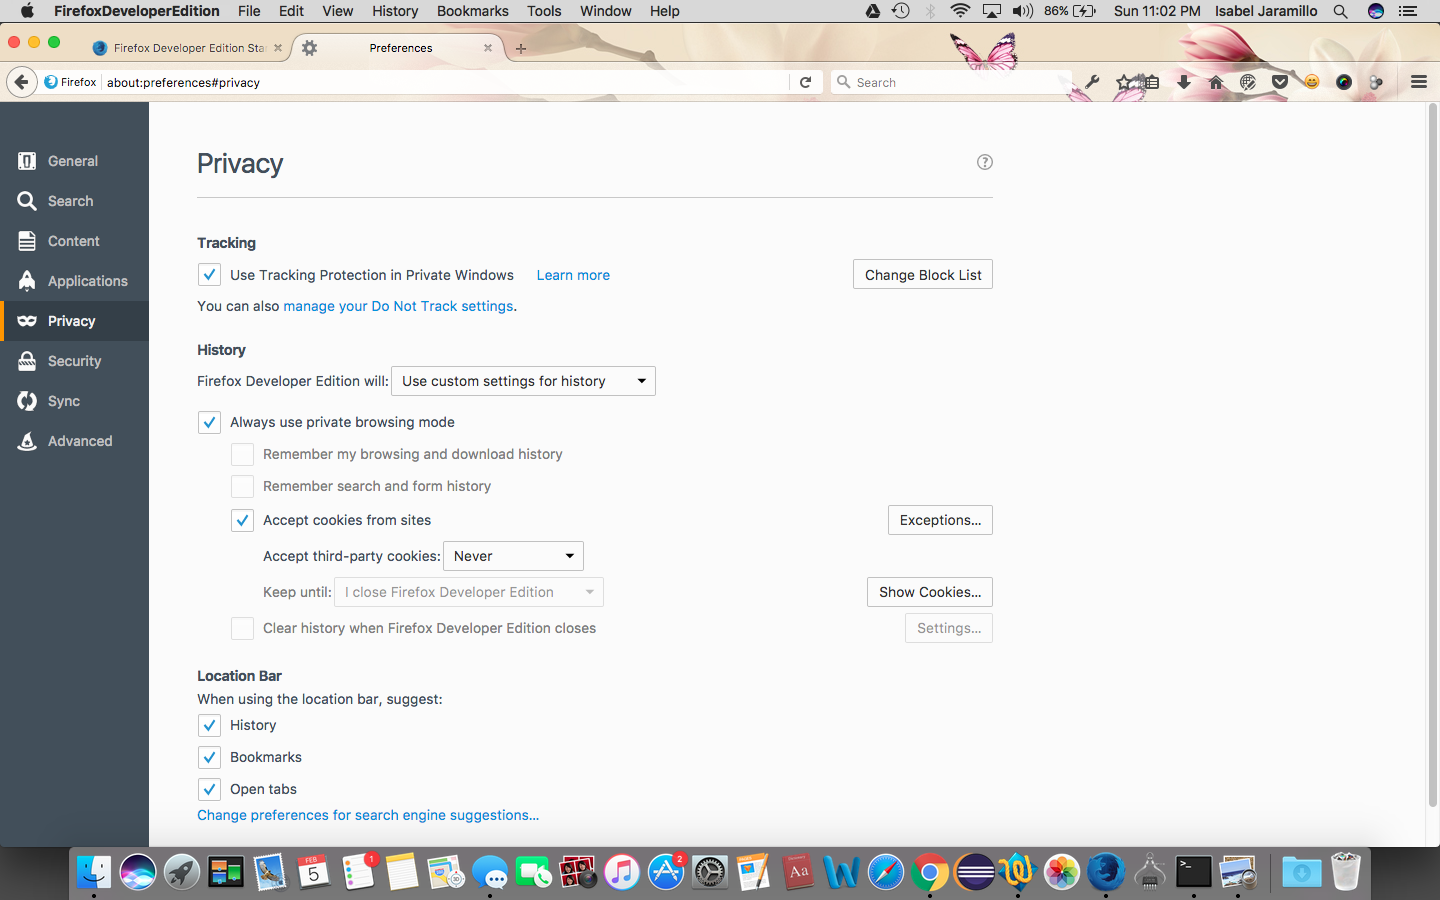 FirefoxDeveloperEdition File Edit View History Bookmarks Tools Window Help 86% Sun 11:02 PM Isabel Jaramillo
Firefox Developer Edition Sta Preferences
Firefox about:preferences#privacy Search
General
Search
Content
Applications
Privacy
Security
Sync
Advanced
Privacy
Tracking
Use Tracking Protection in Private Windows Learn more Change Block List
You can also manage your Do Not Track settings.
History
Firefox Developer Edition will: Use custom settings for history
Always use private browsing mode
Remember my browsing and download history
Remember search and form history
Accept cookies from sites Exceptions...
Accept third-party cookies: Never
Keep until: I close Firefox Developer Edition Show Cookies...
Clear history when Firefox Developer Edition closes Settings...
Location Bar
When using the location bar, suggest:
History
Bookmarks
Open tabs
Change preferences for search engine suggestions...
FEB
5
1
2
Aa